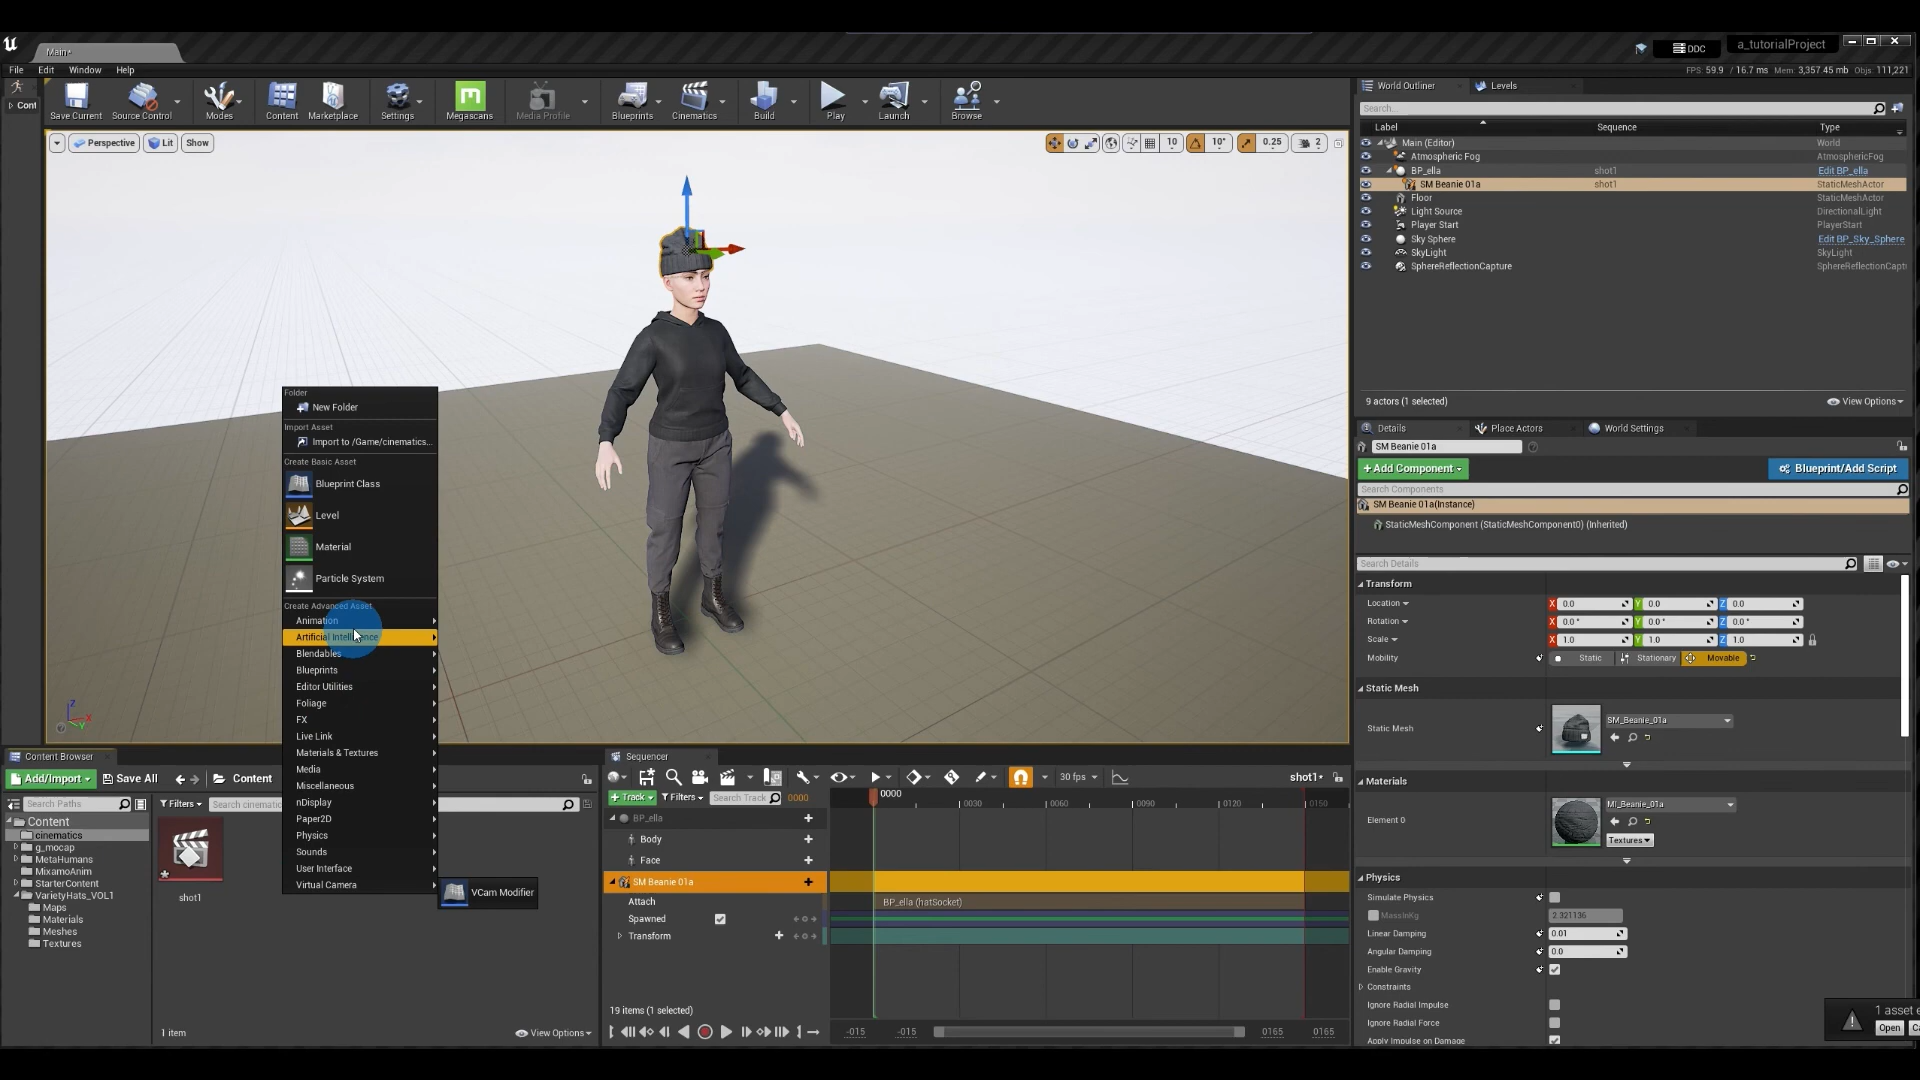 Main*
DDC
a_tutorialProject
File Edit Window Help
FPS: 59.9 / 16.7 ms Mem: 3,357.45 mb Objs: 111,221
Cont
Save Current
Source Control
Modes
Content
Marketplace
Settings
Megascans
Media Profile
Blueprints
Cinematics
Build
Play
Launch
Browse
Perspective
Lit
Show
10
10°
0.25
2
World Outliner
Levels
Search...
Label Sequence Type
Main (Editor) World
Atmospheric Fog AtmosphericFog
BP_ella shot1 Edit BP_ella
SM Beanie 01a shot1 StaticMeshActor
Floor StaticMeshActor
Light Source DirectionalLight
Player Start PlayerStart
Sky Sphere Edit BP_Sky_Sphere
SkyLight SkyLight
SphereReflectionCapture SphereReflectionCapt
9 actors (1 selected)
View Options
Details
Place Actors
World Settings
SM Beanie 01a
+Add Component
Blueprint/Add Script
Search Components
SM Beanie 01a(Instance)
StaticMeshComponent (StaticMeshComponent0) (Inherited)
Search Details
Transform
Location X 0.0 Y 0.0 Z 0.0
Rotation X 0.0° Y 0.0° Z 0.0°
Scale X 1.0 Y 1.0 Z 1.0
Mobility Static Stationary Movable
Static Mesh
Static Mesh SM_Beanie_01a
Materials
Element 0 MI_Beanie_01a
Textures
Physics
Simulate Physics
MassInKg 2.321136
Linear Damping 0.01
Angular Damping 0.0
Enable Gravity
Constraints
Ignore Radial Impulse
Ignore Radial Force
Apply Impulse on Damage
1 asset
Open
Folder
New Folder
Import Asset
Import to /Game/cinematics...
Create Basic Asset
Blueprint Class
Level
Material
Particle System
Create Advanced Asset
Animation
Artificial Intelligence
Blendables
Blueprints
Editor Utilities
Foliage
FX
Live Link
Materials & Textures
Media
Miscellaneous
nDisplay
Paper2D
Physics
Sounds
User Interface
Virtual Camera
VCam Modifier
Content Browser
Add/Import
Save All
Content
Search Paths
Filters
Search cinematic
Content
cinematics
g_mocap
MetaHumans
MixamoAnim
StarterContent
VarietyHats_VOL1
Maps
Materials
Meshes
Textures
shot1
1 item
View Options
Sequencer
30 fps
shot1*
+Track
Filters
Search Track
0000
0000
0030
0060
0090
0120
0150
BP_ella
Body
Face
SM Beanie 01a
Attach
BP_ella (hatSocket)
Spawned
Transform
19 items (1 selected)
-015
-015
0165
0165
Z
X
Y